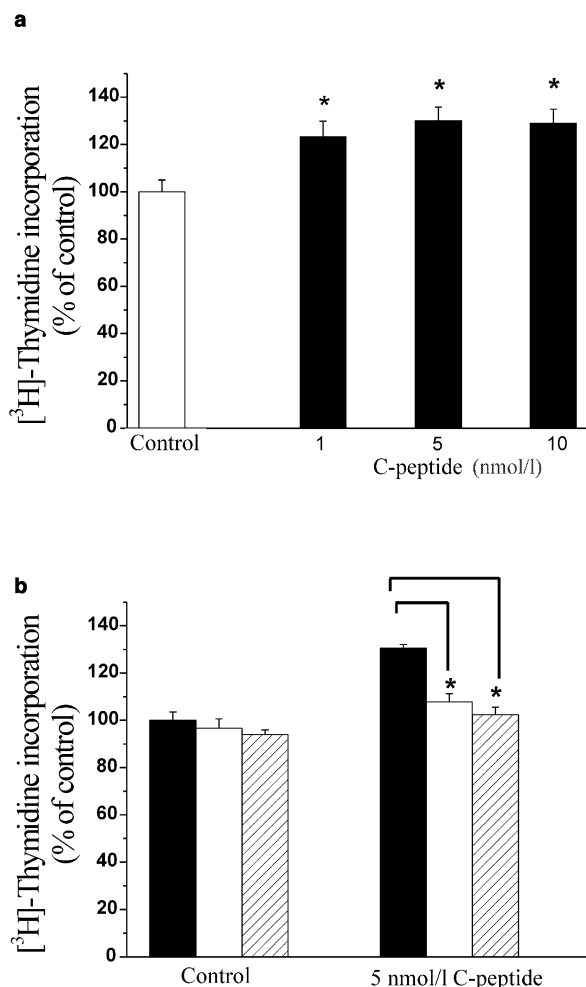 a
[³H]-Thymidine incorporation
(% of control)
140
120
100
80
60
40
20
0
* * *
Control 1 5 10
C-peptide (nmol/l)
b
[³H]-Thymidine incorporation
(% of control)
140
120
100
80
60
40
20
0
* *
Control 5 nmol/l C-peptide